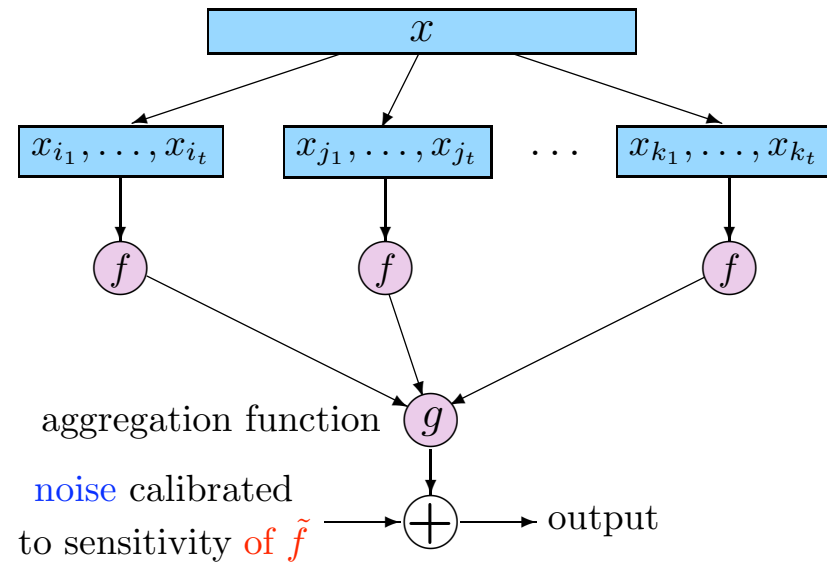 x
x_{i_1}, ..., x_{i_t} x_{j_1}, ..., x_{j_t} ... x_{k_1}, ..., x_{k_t}
f f f
aggregation function g
noise calibrated
to sensitivity of f̃ + output